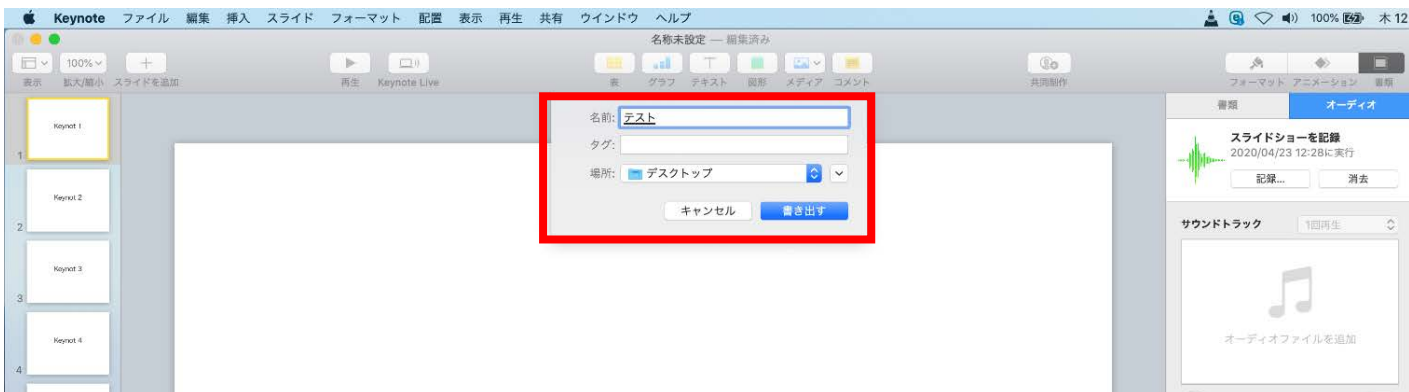 Keynote ファイル 編集 挿入 スライド フォーマット 配置 表示 再生 共有 ウインドウ ヘルプ 100% 木12
名称未設定 — 編集済み
100%
表示 拡大/縮小 スライドを追加 再生 Keynote Live 表 グラフ テキスト 図形 メディア コメント 共同制作 フォーマット アニメーション 書類
Keynot 1
1
Keynot 2
2
Keynot 3
3
Keynot 4
4
名前: テスト
タグ:
場所: デスクトップ
キャンセル 書き出す
書類 オーディオ
スライドショーを記録
2020/04/23 12:28に実行
記録... 消去
サウンドトラック 1回再生
オーディオファイルを追加